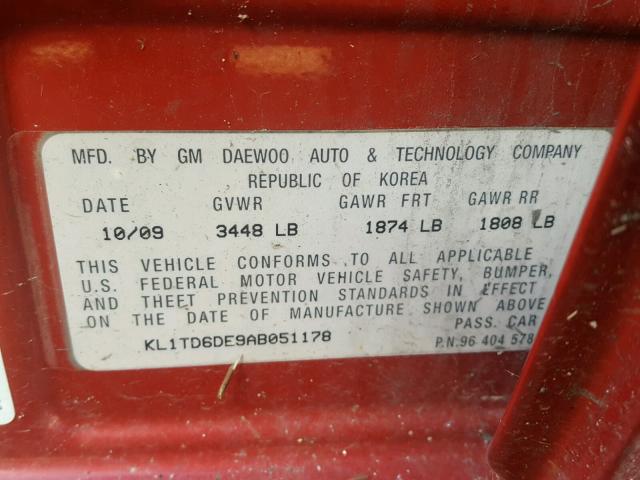 MFD. BY GM DAEWOO AUTO & TECHNOLOGY COMPANY
REPUBLIC OF KOREA
DATE GVWR GAWR FRT GAWR RR
10/09 3448 LB 1874 LB 1808 LB
THIS VEHICLE CONFORMS TO ALL APPLICABLE
U.S. FEDERAL MOTOR VEHICLE SAFETY, BUMPER,
AND THEFT PREVENTION STANDARDS IN EFFECT
ON THE DATE OF MANUFACTURE SHOWN ABOVE
PASS. CAR
KL1TD6DE9AB051178 P.N.96 404 578